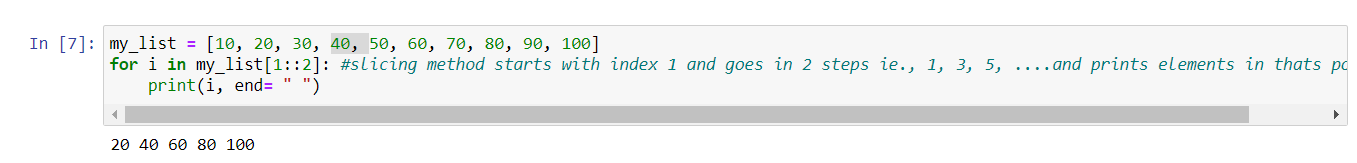 In [7]: my_list = [10, 20, 30, 40, 50, 60, 70, 80, 90, 100]
for i in my_list[1::2]: #slicing method starts with index 1 and goes in 2 steps ie., 1, 3, 5, ....and prints elements in thats
print(i, end= " ")
20 40 60 80 100